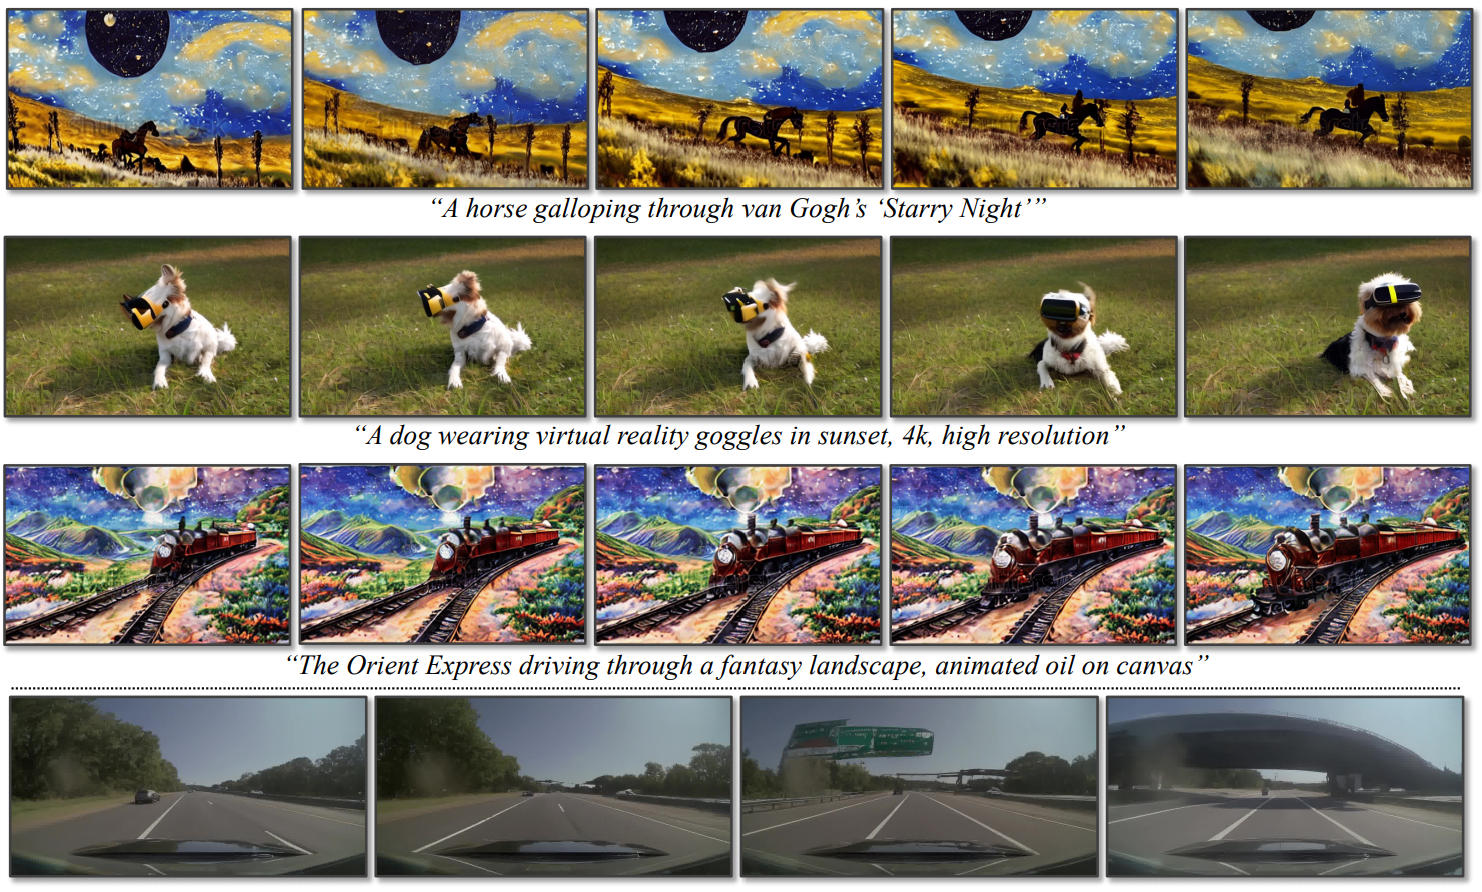 “A horse galloping through van Gogh’s ‘Starry Night’”
“A dog wearing virtual reality goggles in sunset, 4k, high resolution”
“The Orient Express driving through a fantasy landscape, animated oil on canvas”